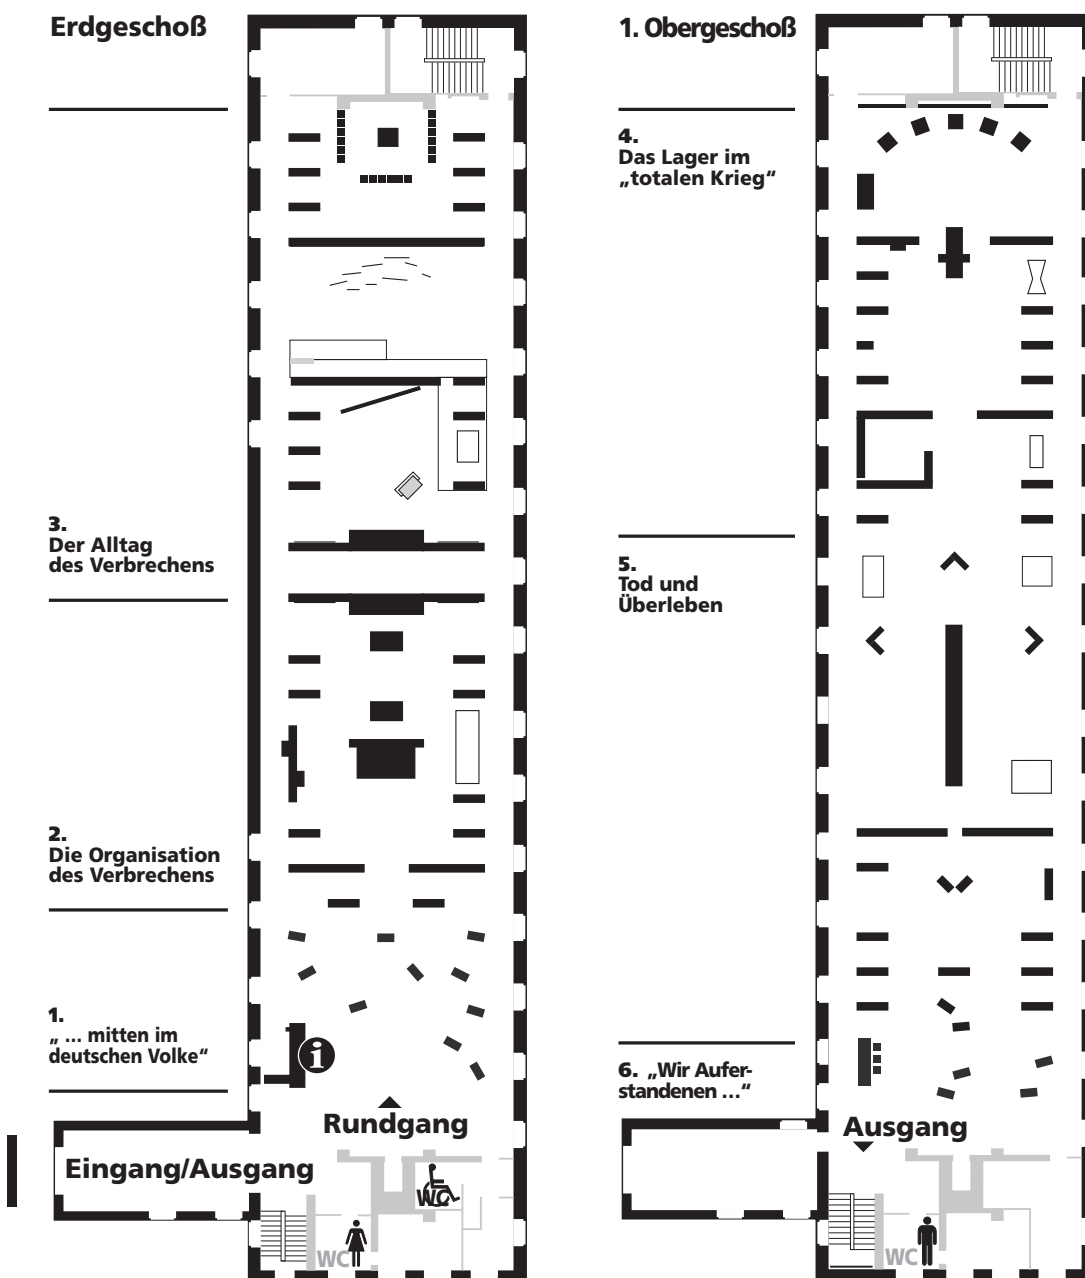 Erdgeschoß
3.
Der Alltag
des Verbrechens
2.
Die Organisation
des Verbrechens
1.
„ ... mitten im
deutschen Volke“
i
Rundgang
Eingang/Ausgang
WC
WC
1. Obergeschoß
4.
Das Lager im
„totalen Krieg“
5.
Tod und
Überleben
6. „Wir Aufer-
standenen ...“
Ausgang
WC